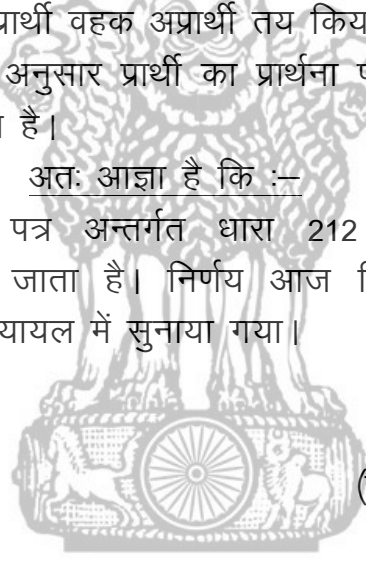 प्रार्थी वहक अप्रार्थी तय किय
अनुसार प्रार्थी का प्रार्थना
है।
अतः आज्ञा है कि :–
पत्र अन्तर्गत धारा 212
जाता है। निर्णय आज
यायल में सुनाया गया।